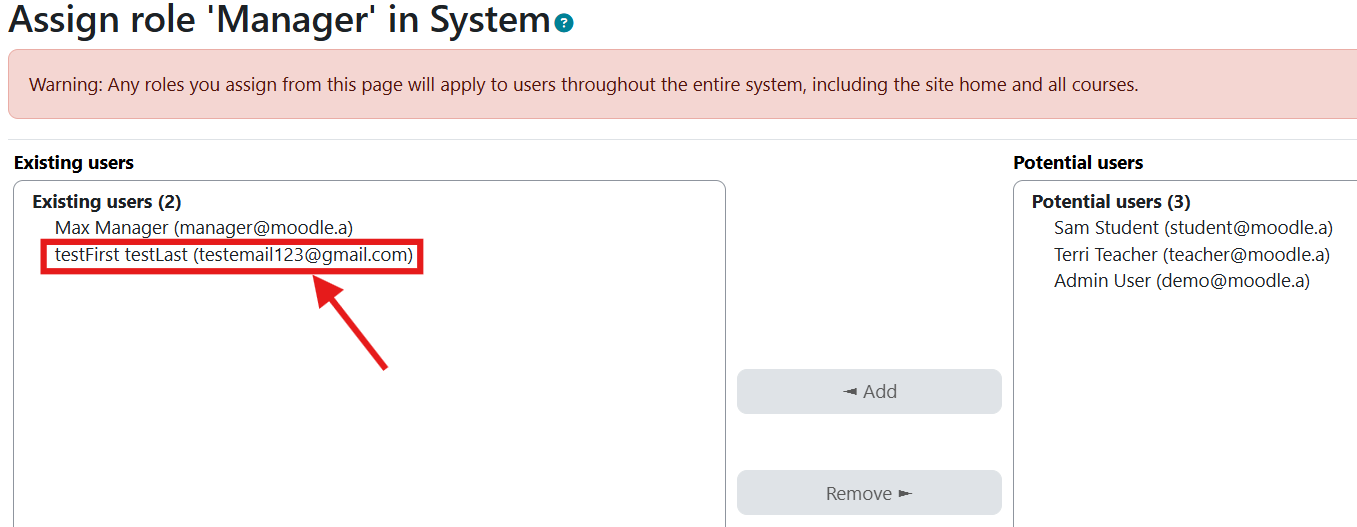 Assign role 'Manager' in System ?
Warning: Any roles you assign from this page will apply to users throughout the entire system, including the site home and all courses.
Existing users
Existing users (2)
Max Manager (manager@moodle.a)
testFirst testLast (testemail123@gmail.com)
◄ Add
Remove ►
Potential users
Potential users (3)
Sam Student (student@moodle.a)
Terri Teacher (teacher@moodle.a)
Admin User (demo@moodle.a)